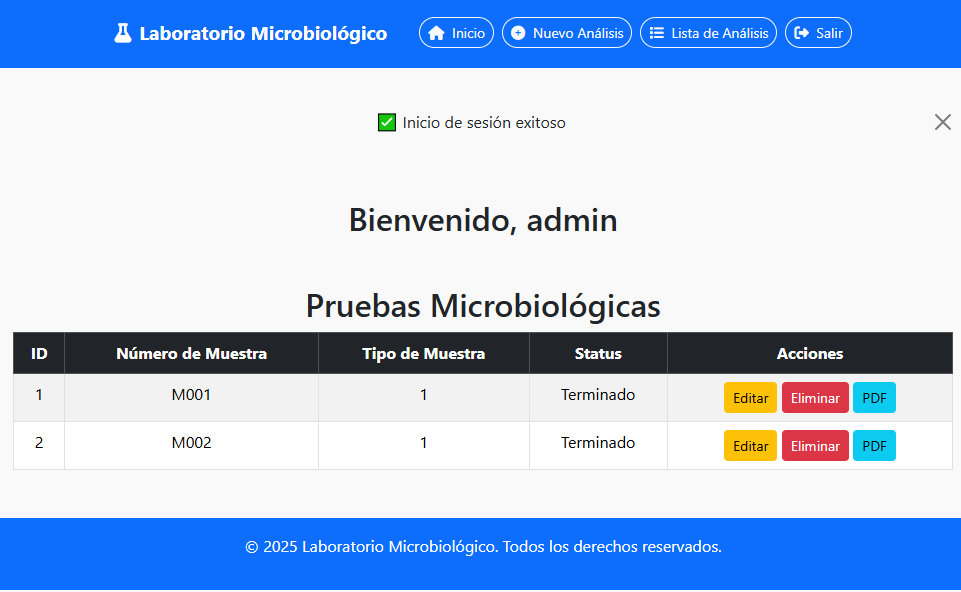 Laboratorio Microbiológico Inicio Nuevo Análisis Lista de Análisis Salir
Inicio de sesión exitoso
Bienvenido, admin
Pruebas Microbiológicas
ID Número de Muestra Tipo de Muestra Status Acciones
1 M001 1 Terminado Editar Eliminar PDF
2 M002 1 Terminado Editar Eliminar PDF
© 2025 Laboratorio Microbiológico. Todos los derechos reservados.